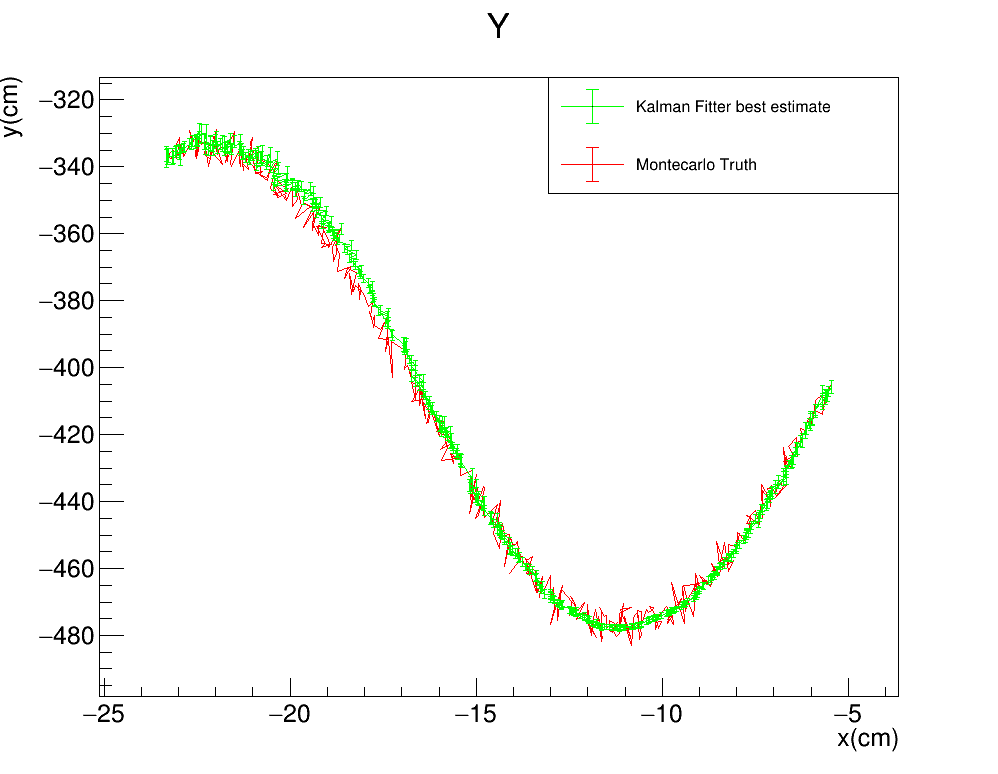 Y
y(cm)
Kalman Fitter best estimate
Montecarlo Truth
−320
−340
−360
−380
−400
−420
−440
−460
−480
−25 −20 −15 −10 −5
x(cm)